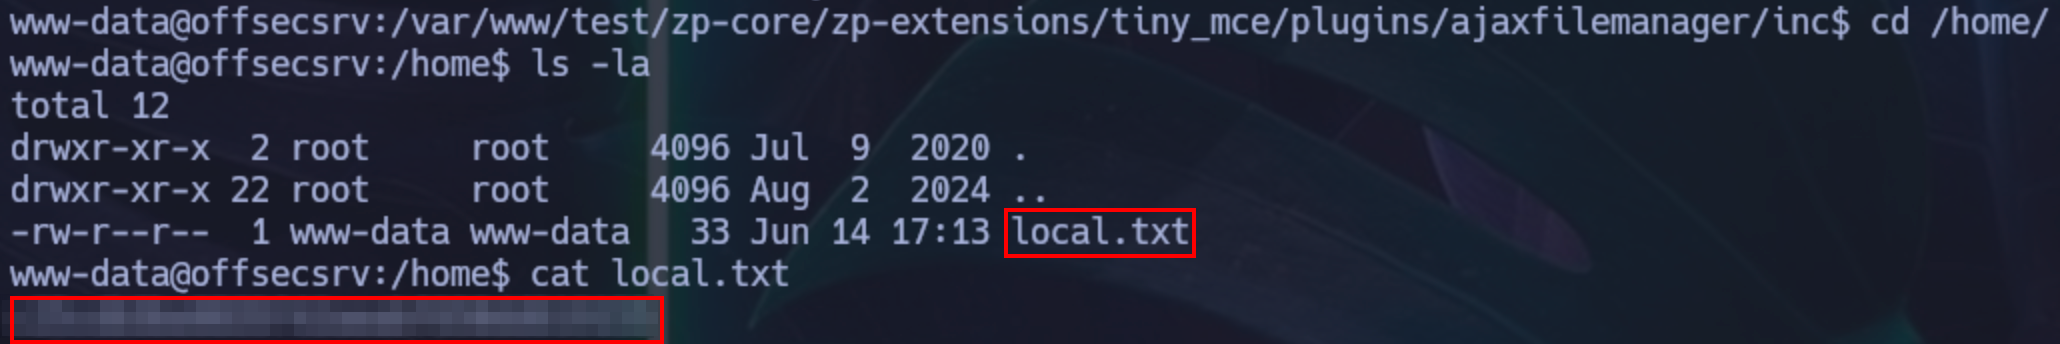 www-data@offsecsrv:/var/www/test/zp-core/zp-extensions/tiny_mce/plugins/ajaxfilemanager/inc$ cd /home/
www-data@offsecsrv:/home$ ls -la
total 12
drwxr-xr-x  2 root     root     4096 Jul  9  2020 .
drwxr-xr-x 22 root     root     4096 Aug  2  2024 ..
-rw-r--r--  1 www-data www-data   33 Jun 14 17:13 local.txt
www-data@offsecsrv:/home$ cat local.txt